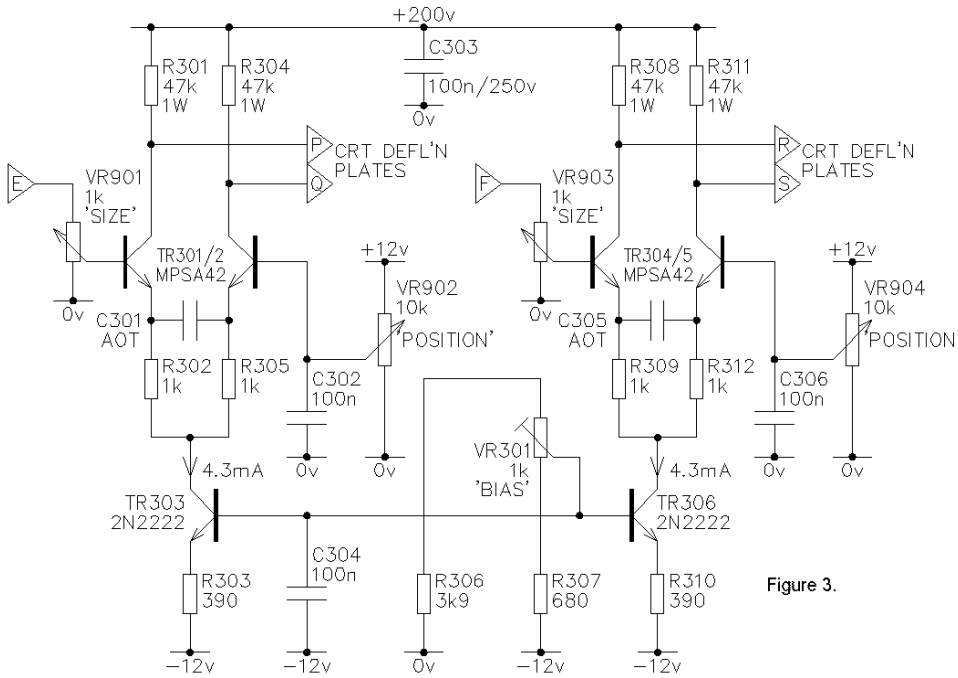 +200v
R301
47k
1W
R304
47k
1W
C303
100n/250v
0v
R308
47k
1W
R311
47k
1W
P
Q
CRT DEFL'N
PLATES
R
S
CRT DEFL'N
PLATES
E
VR901
1k
'SIZE'
0v
TR301/2
MPSA42
+12v
VR902
10k
'POSITION'
F
VR903
1k
'SIZE'
0v
TR304/5
MPSA42
+12v
VR904
10k
'POSITION'
C301
AOT
R302
1k
R305
1k
C302
100n
0v
0v
C305
AOT
R309
1k
R312
1k
C306
100n
0v
0v
VR301
1k
'BIAS'
4.3mA
TR303
2N2222
4.3mA
TR306
2N2222
R303
390
-12v
C304
100n
-12v
R306
3k9
0v
R307
680
-12v
R310
390
-12v
Figure 3.